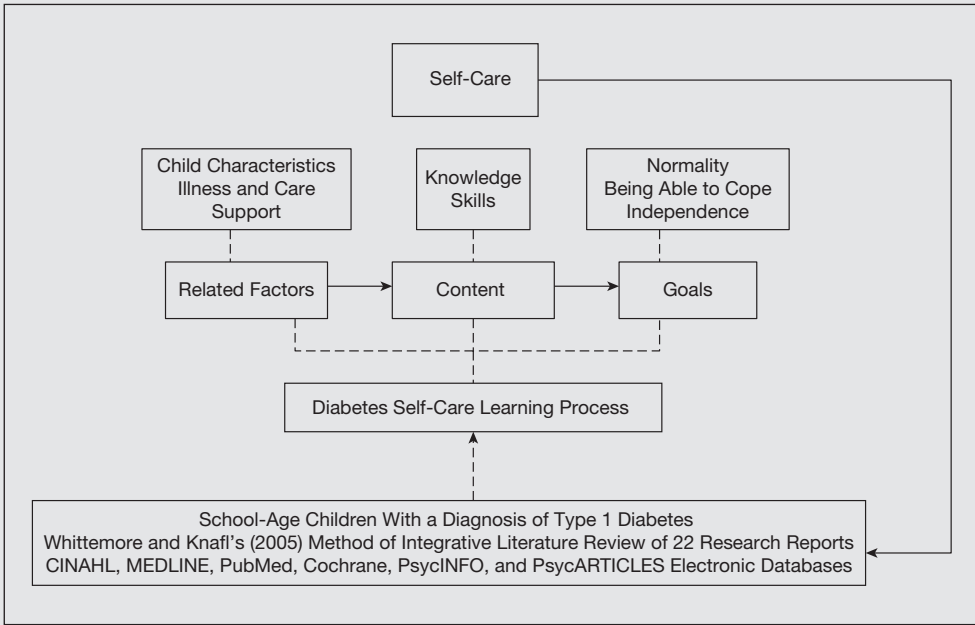 Self-Care
Child Characteristics
Illness and Care
Support
Knowledge
Skills
Normality
Being Able to Cope
Independence
Related Factors
Content
Goals
Diabetes Self-Care Learning Process
School-Age Children With a Diagnosis of Type 1 Diabetes
Whittemore and Knafl's (2005) Method of Integrative Literature Review of 22 Research Reports
CINAHL, MEDLINE, PubMed, Cochrane, PsycINFO, and PsycARTICLES Electronic Databases